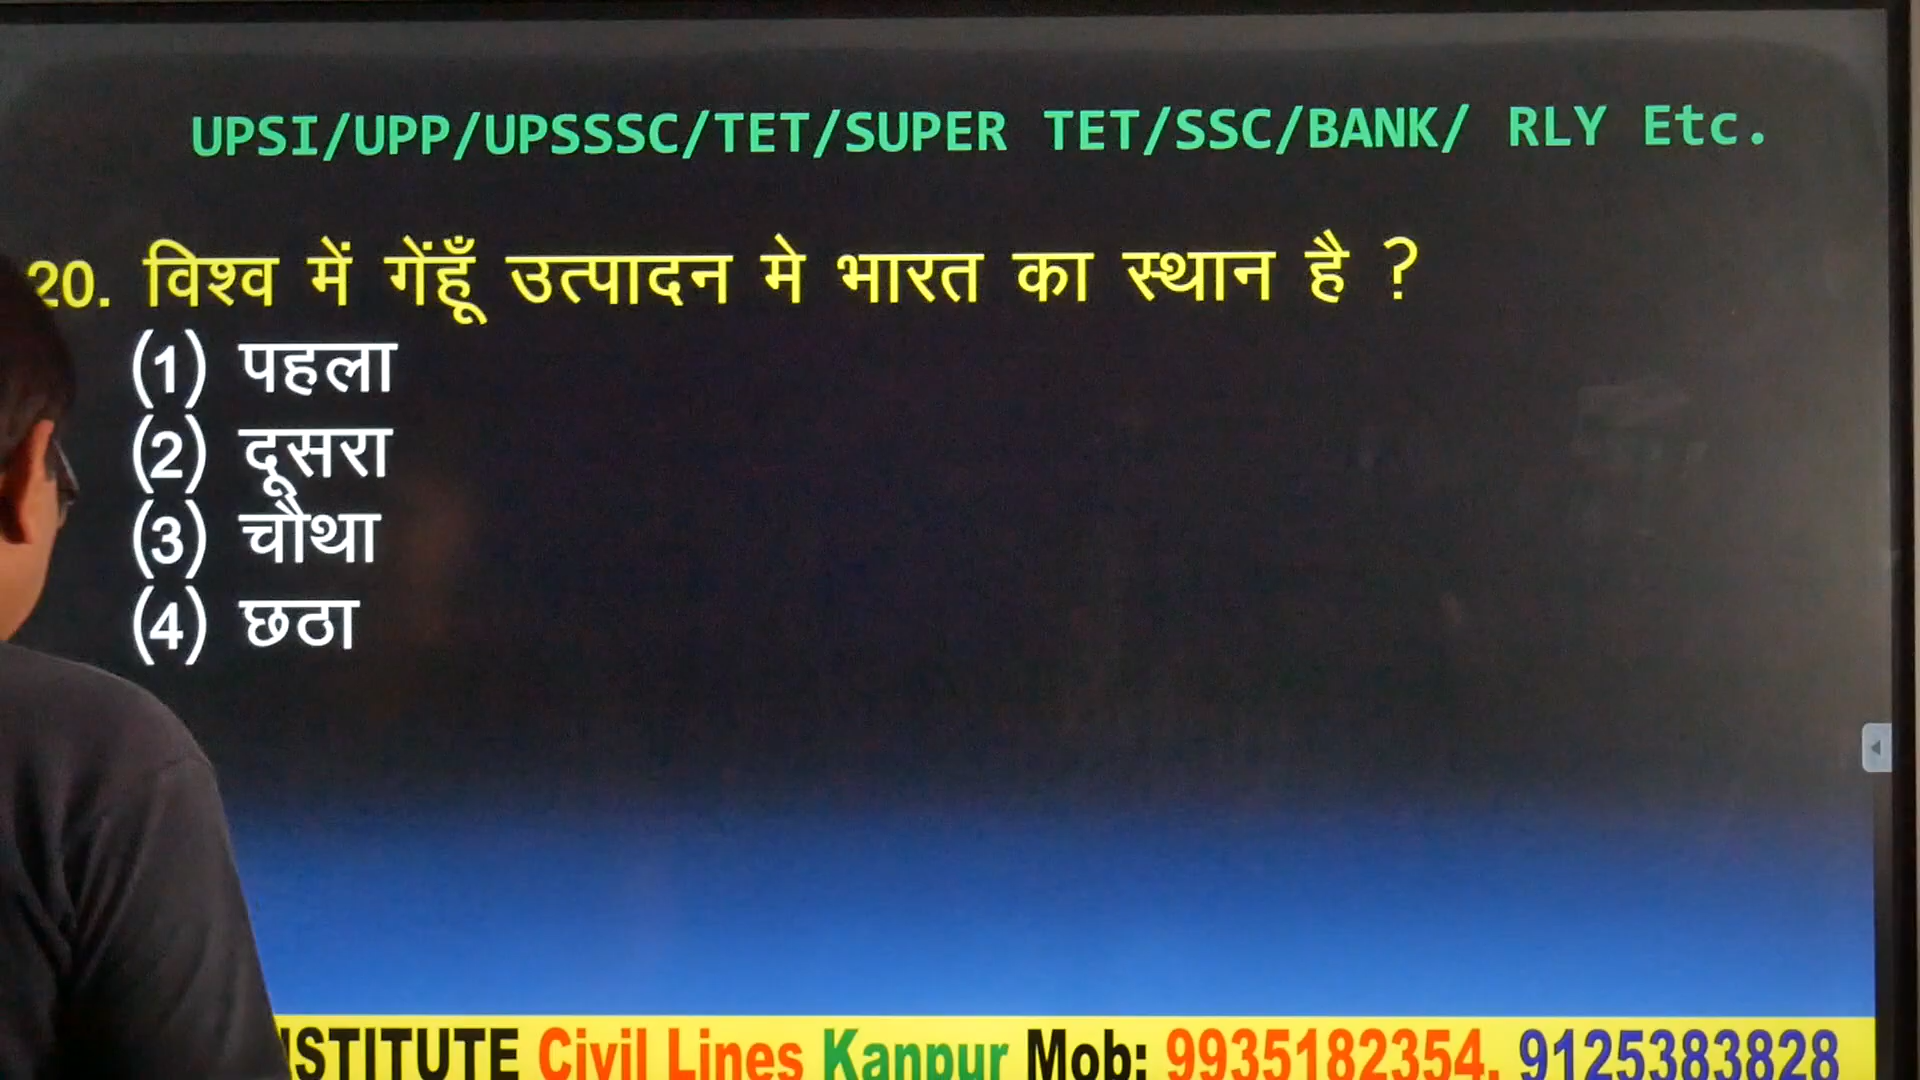 UPSI/UPP/UPSSSC/TET/SUPER TET/SSC/BANK/ RLY Etc.
20. विश्व में गेंहूँ उत्पादन मे भारत का स्थान है ?
(1) पहला
(2) दूसरा
(3) चौथा
(4) छठा
NSTITUTE Civil Lines Kanpur Mob: 9935182354, 9125383828